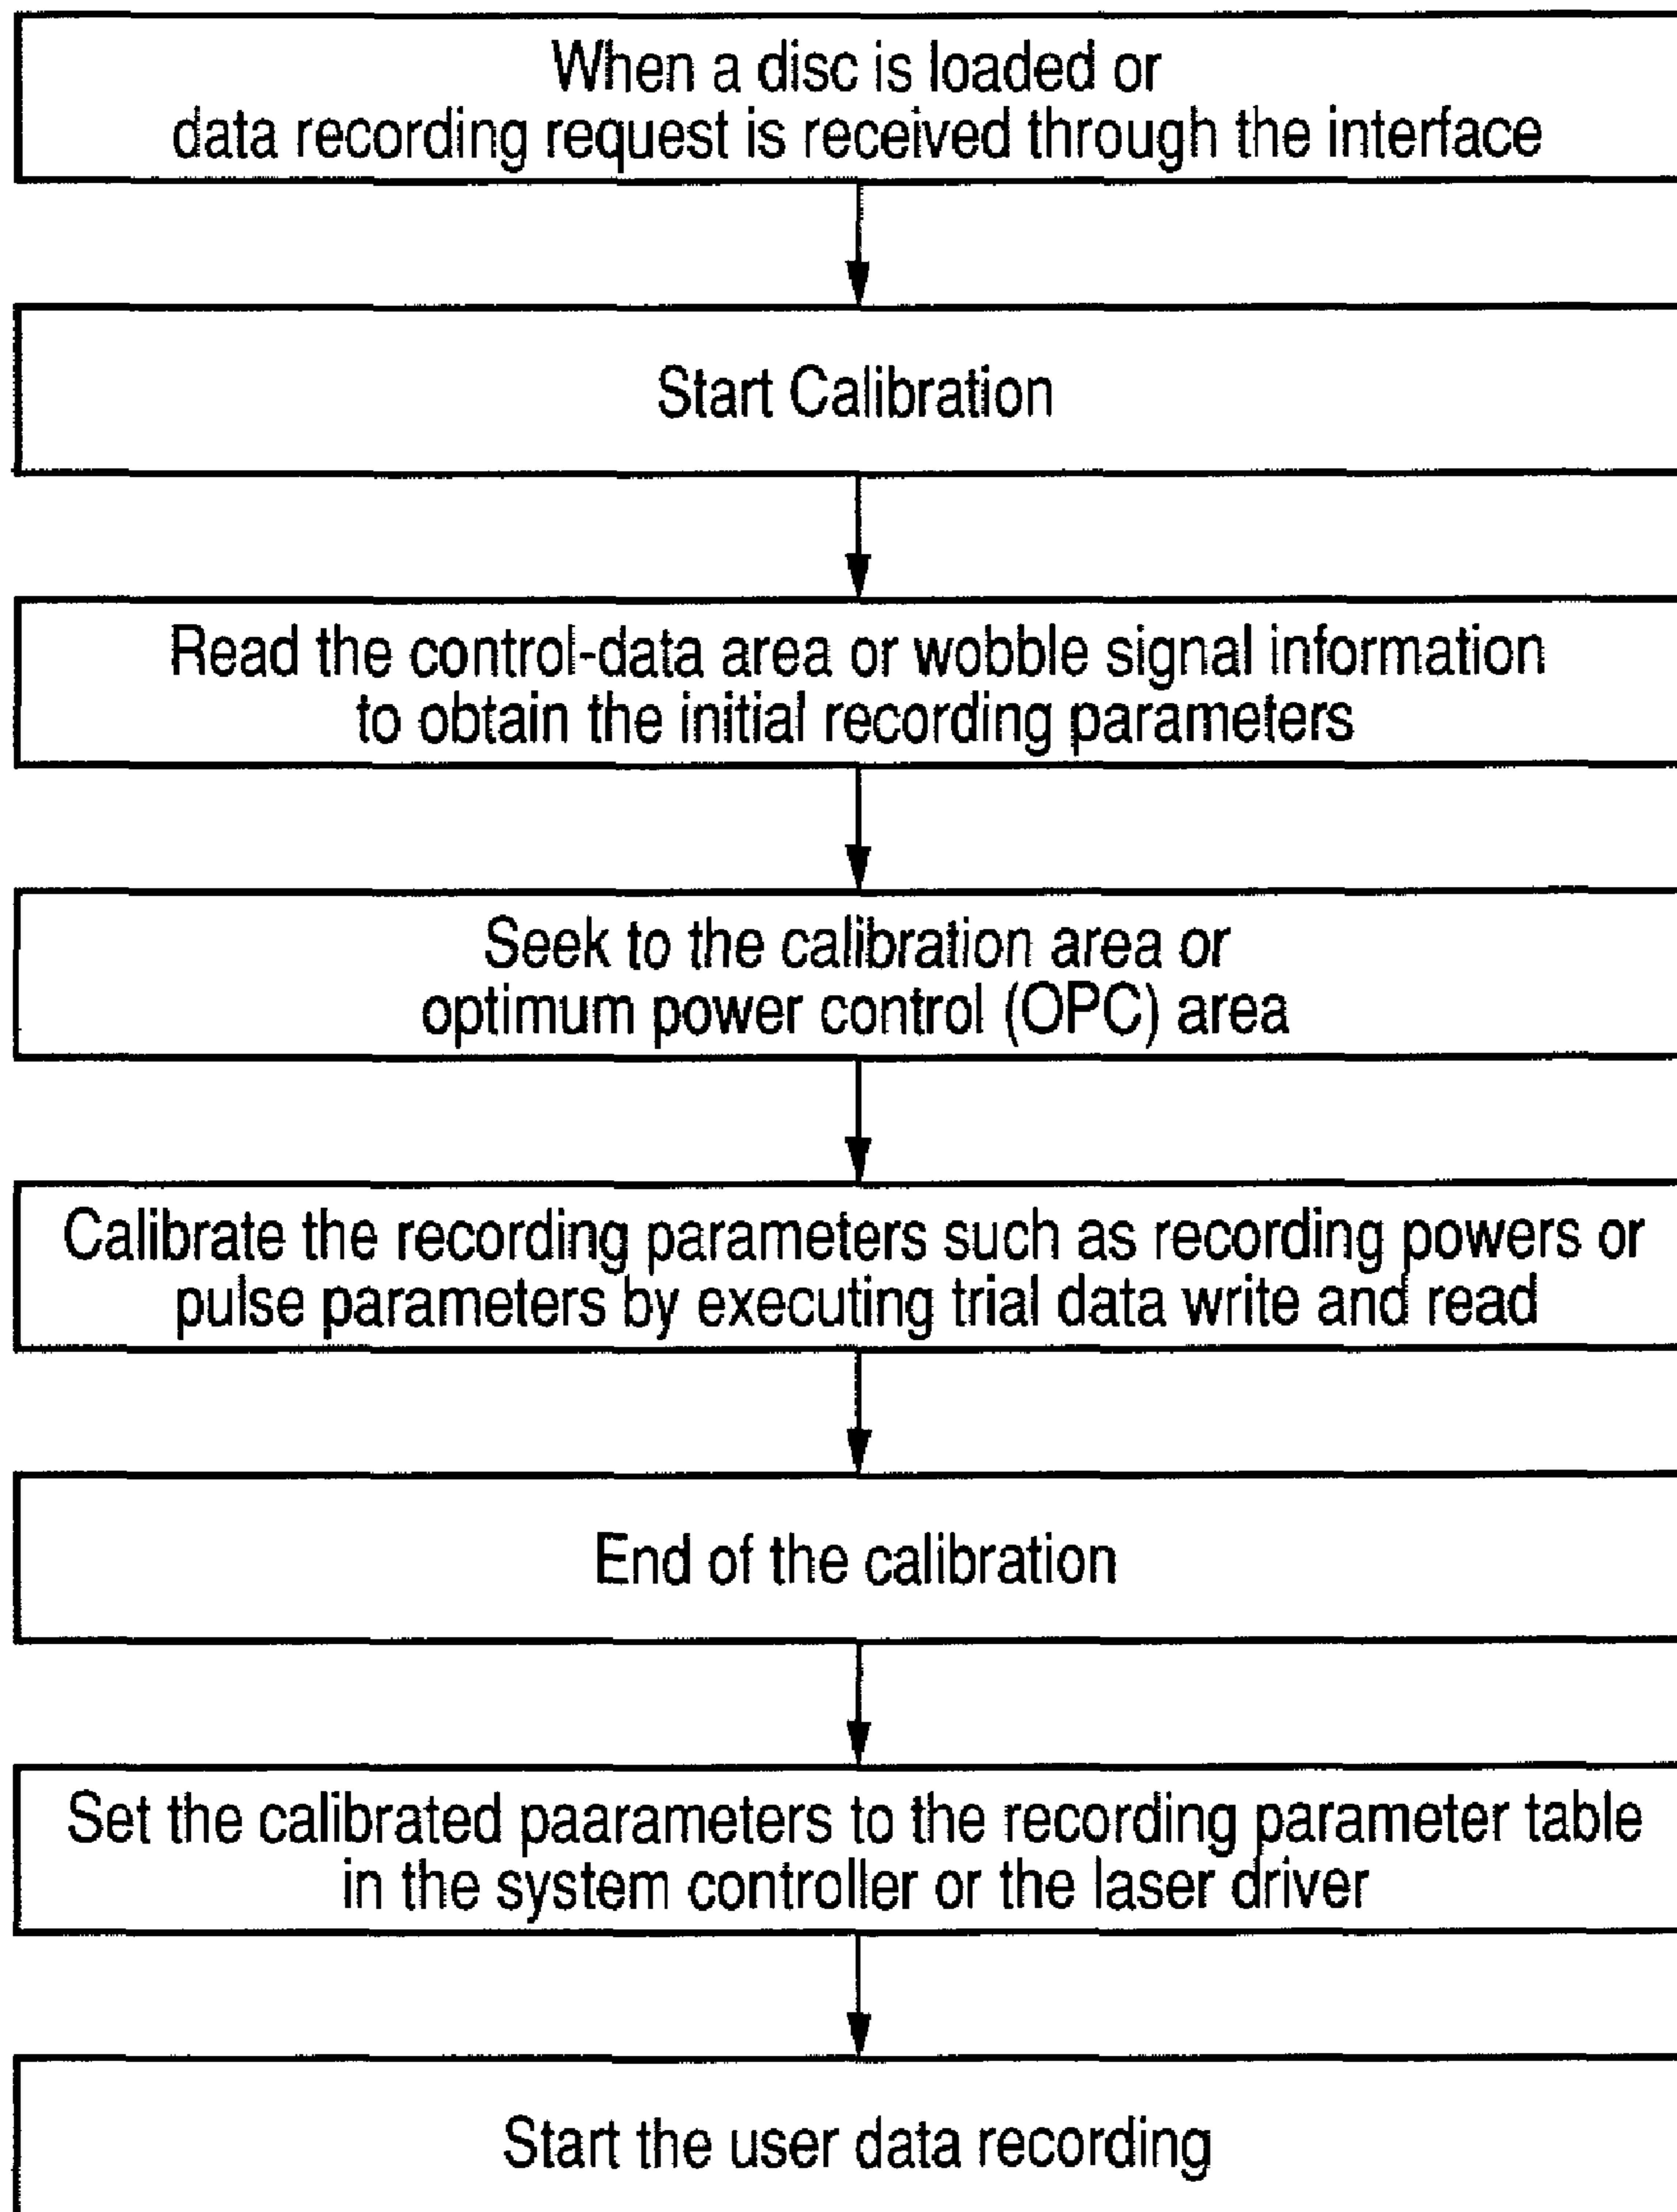 When a disc is loaded or
data recording request is received through the interface
Start Calibration
Read the control-data area or wobble signal information
to obtain the initial recording parameters
Seek to the calibration area or
optimum power control (OPC) area
Calibrate the recording parameters such as recording powers or
pulse parameters by executing trial data write and read
End of the calibration
Set the calibrated paarameters to the recording parameter table
in the system controller or the laser driver
Start the user data recording